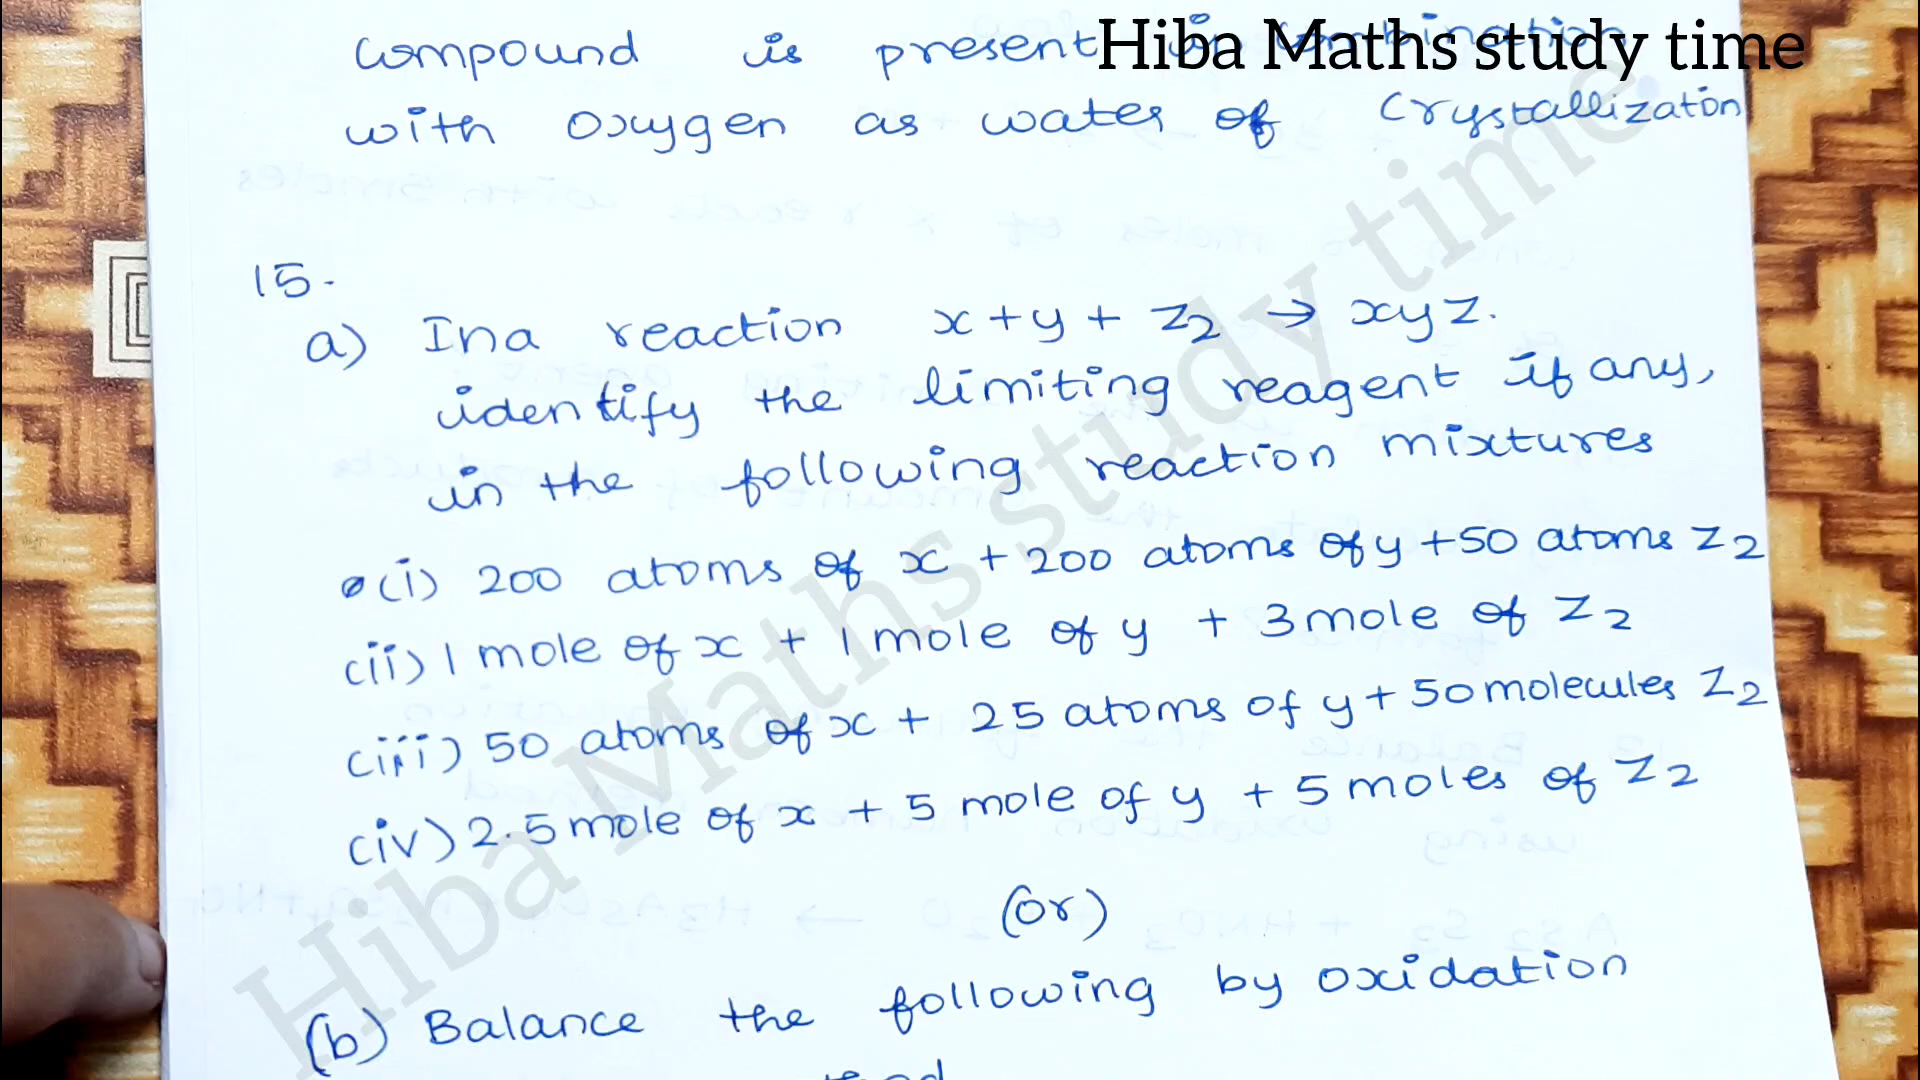 Hiba Maths study time
compound is present in combination
with oxygen as water of crystallization
15.
a) In a reaction x + y + Z2 → xyz.
identify the limiting reagent if any,
in the following reaction mixtures
(i) 200 atoms of x + 200 atoms of y + 50 atoms Z2
(ii) 1 mole of x + 1 mole of y + 3 mole of Z2
(iii) 50 atoms of x + 25 atoms of y + 50 molecules Z2
(iv) 2.5 mole of x + 5 mole of y + 5 moles of Z2
(or)
(b) Balance the following by oxidation
Hiba Maths study time